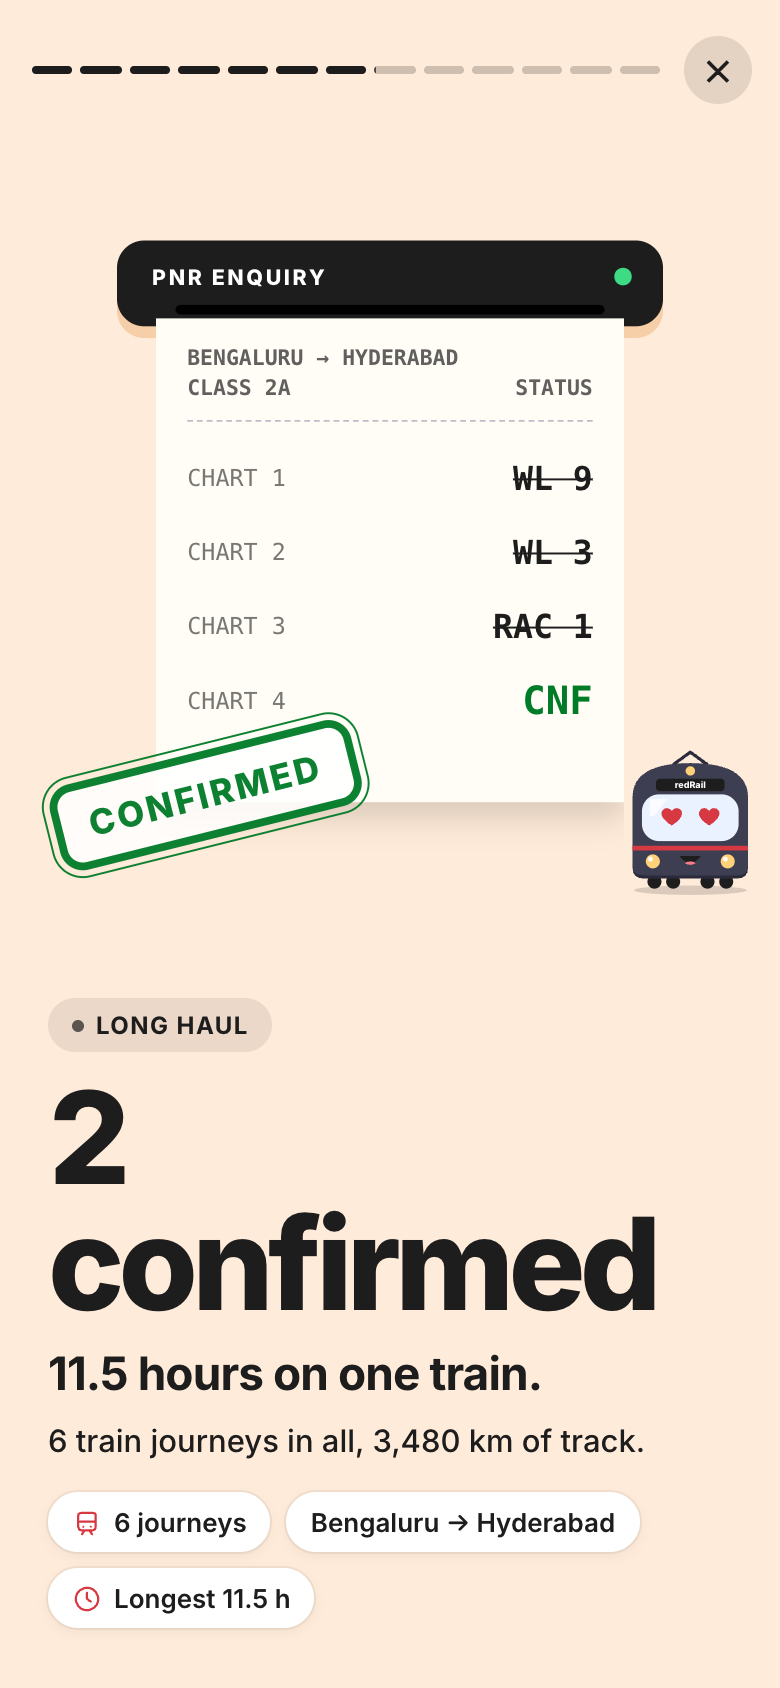 PNR ENQUIRY
BENGALURU → HYDERABAD
CLASS 2A STATUS
CHART 1 WL 9
CHART 2 WL 3
CHART 3 RAC 1
CHART 4 CNF
CONFIRMED
redRail
LONG HAUL
2
confirmed
11.5 hours on one train.
6 train journeys in all, 3,480 km of track.
6 journeys
Bengaluru → Hyderabad
Longest 11.5 h